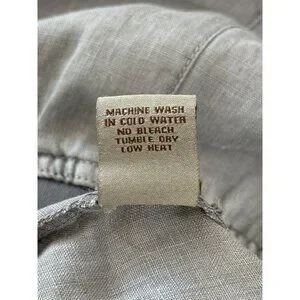 MACHINE WASH
IN COLD WATER
NO BLEACH
TUMBLE DRY
LOW HEAT